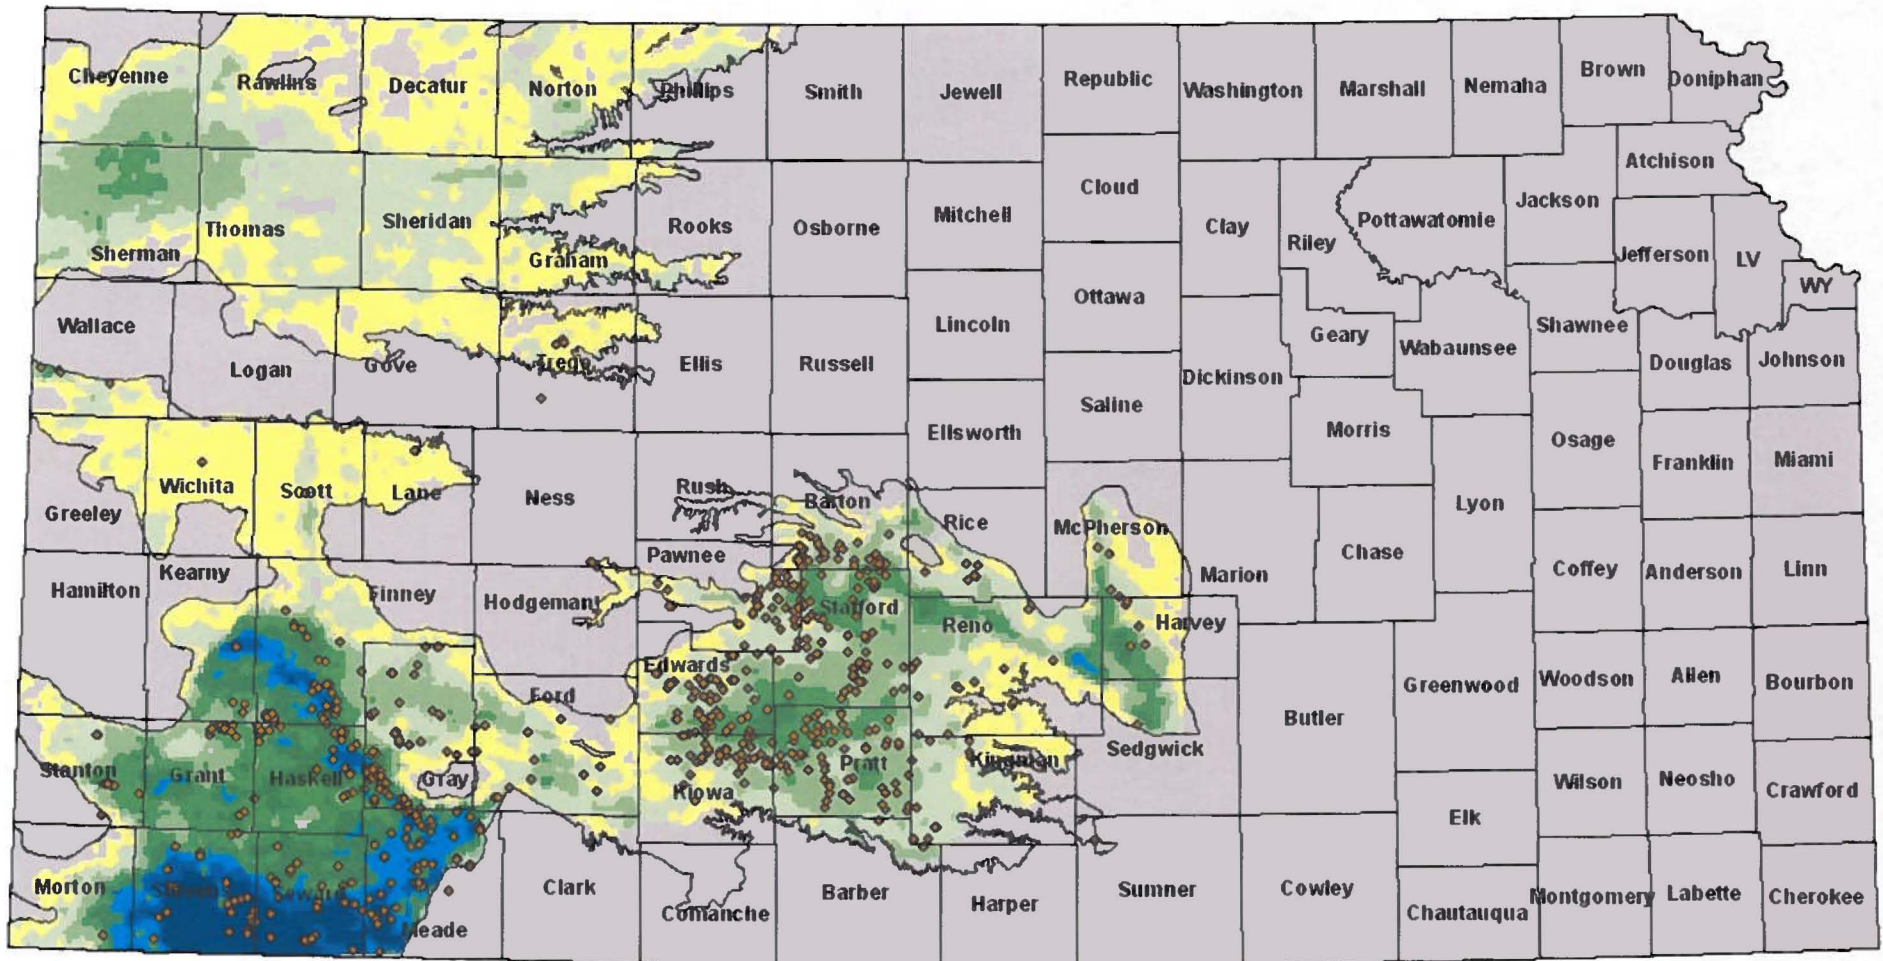 Cheyenne
Rawlins
Decatur
Norton
Phillips
Smith
Jewell
Republic
Washington
Marshall
Nemaha
Brown
Doniphan
Sherman
Thomas
Sheridan
Graham
Rooks
Osborne
Mitchell
Cloud
Clay
Riley
Pottawatomie
Jackson
Atchison
Jefferson
LV
WY
Wallace
Logan
Gove
Trego
Ellis
Russell
Lincoln
Ottawa
Geary
Wabaunsee
Shawnee
Douglas
Johnson
Dickinson
Saline
Ellsworth
Morris
Osage
Franklin
Miami
Greeley
Wichita
Scott
Lane
Ness
Rush
Barton
Rice
McPherson
Marion
Chase
Lyon
Coffey
Anderson
Linn
Hamilton
Kearny
Finney
Hodgeman
Pawnee
Stafford
Reno
Harvey
Edwards
Ford
Butler
Greenwood
Woodson
Allen
Bourbon
Stanton
Grant
Haskell
Gray
Kiowa
Pratt
Kingman
Sedgwick
Elk
Wilson
Neosho
Crawford
Morton
Stevens
Seward
Meade
Clark
Comanche
Barber
Harper
Sumner
Cowley
Chautauqua
Montgomery
Labette
Cherokee